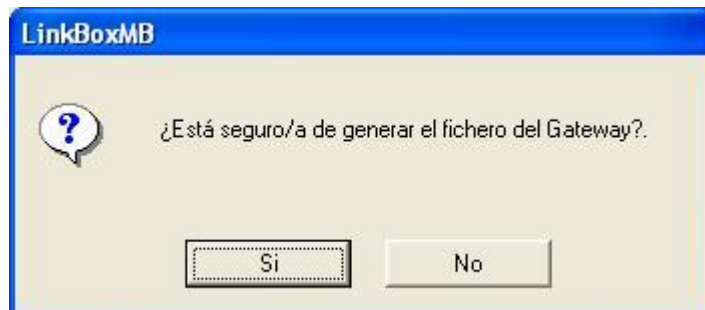 LinkBoxMB
¿Está seguro/a de generar el fichero del Gateway?.
Si
No